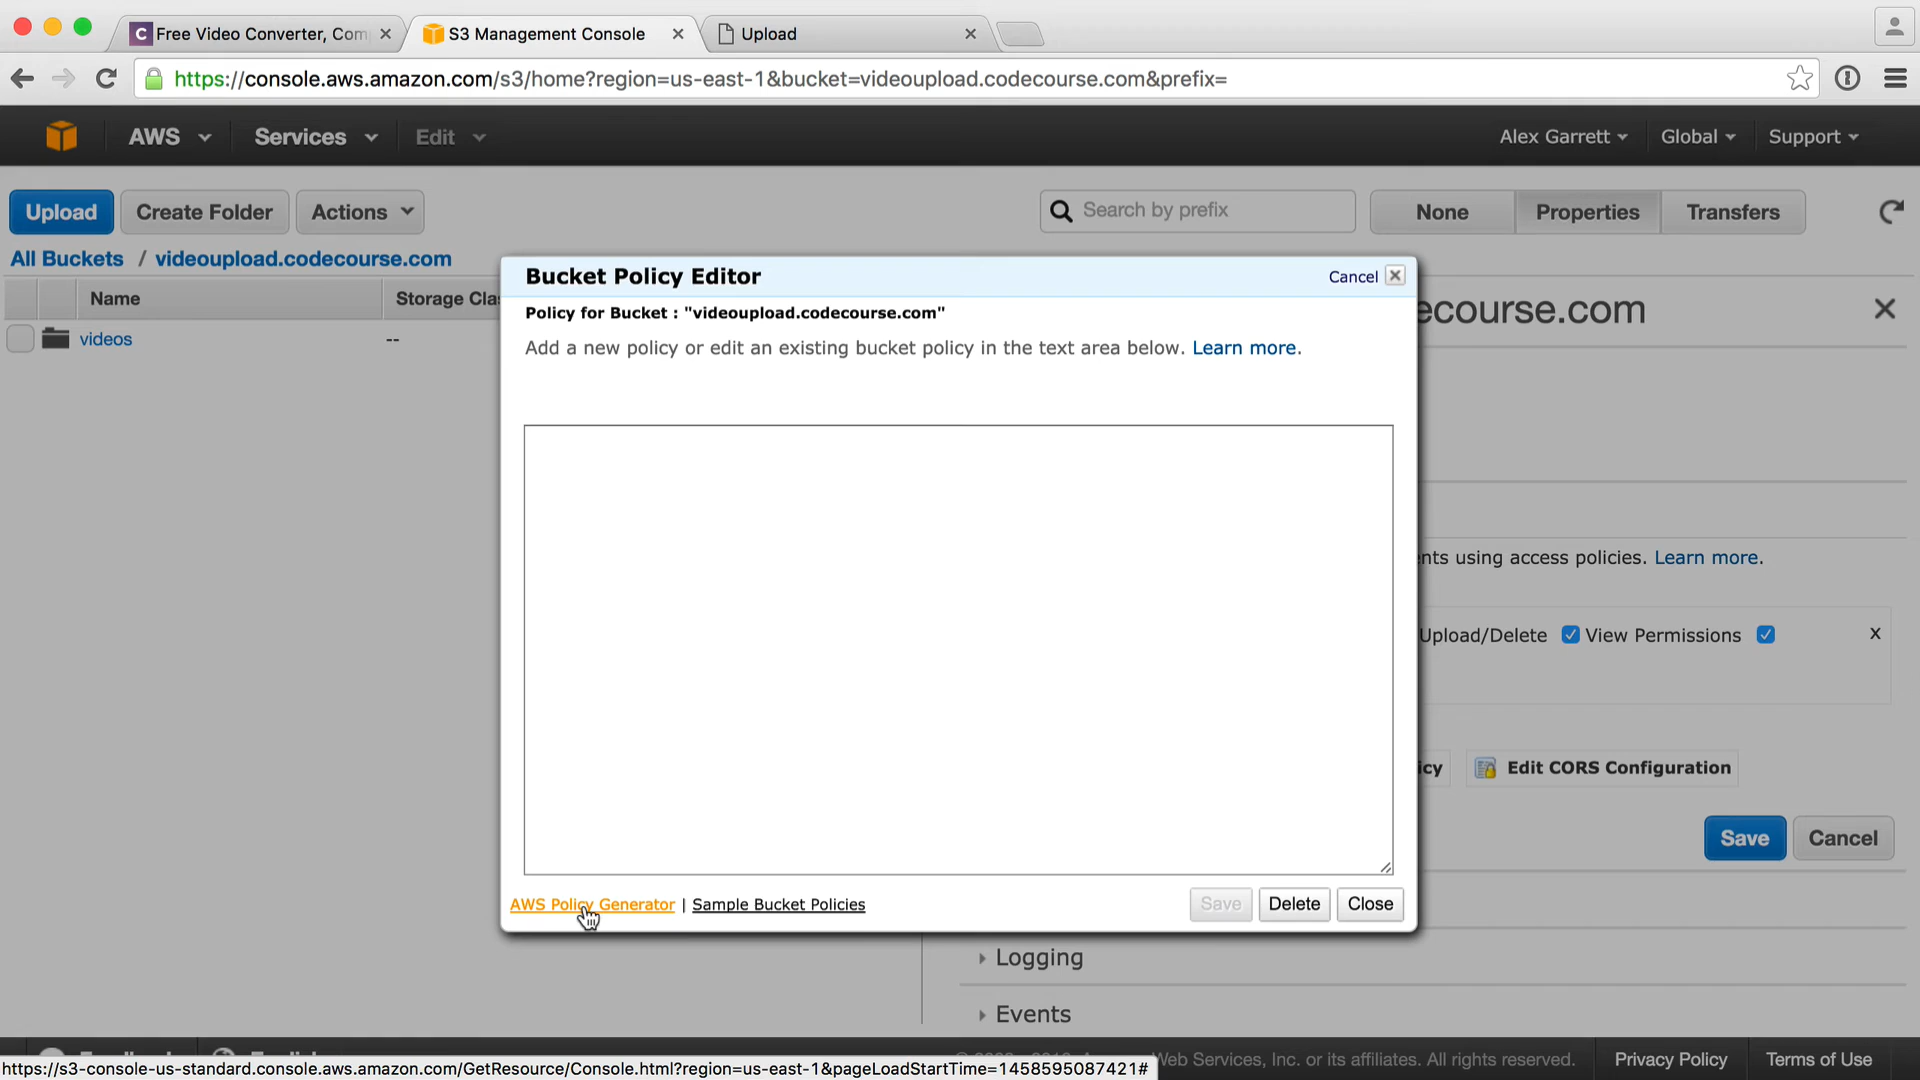 C Free Video Converter, Com
S3 Management Console
Upload
https://console.aws.amazon.com/s3/home?region=us-east-1&bucket=videoupload.codecourse.com&prefix=
AWS
Services
Edit
Alex Garrett
Global
Support
Upload
Create Folder
Actions
Search by prefix
None
Properties
Transfers
All Buckets / videoupload.codecourse.com
Name
Storage Clas
videos
--
Bucket Policy Editor
Cancel
Policy for Bucket : "videoupload.codecourse.com"
Add a new policy or edit an existing bucket policy in the text area below. Learn more.
AWS Policy Generator | Sample Bucket Policies
Save
Delete
Close
ecourse.com
nts using access policies. Learn more.
Upload/Delete
View Permissions
x
icy
Edit CORS Configuration
Save
Cancel
Logging
Events
Web Services, Inc. or its affiliates. All rights reserved.
Privacy Policy
Terms of Use
https://s3-console-us-standard.console.aws.amazon.com/GetResource/Console.html?region=us-east-1&pageLoadStartTime=1458595087421#